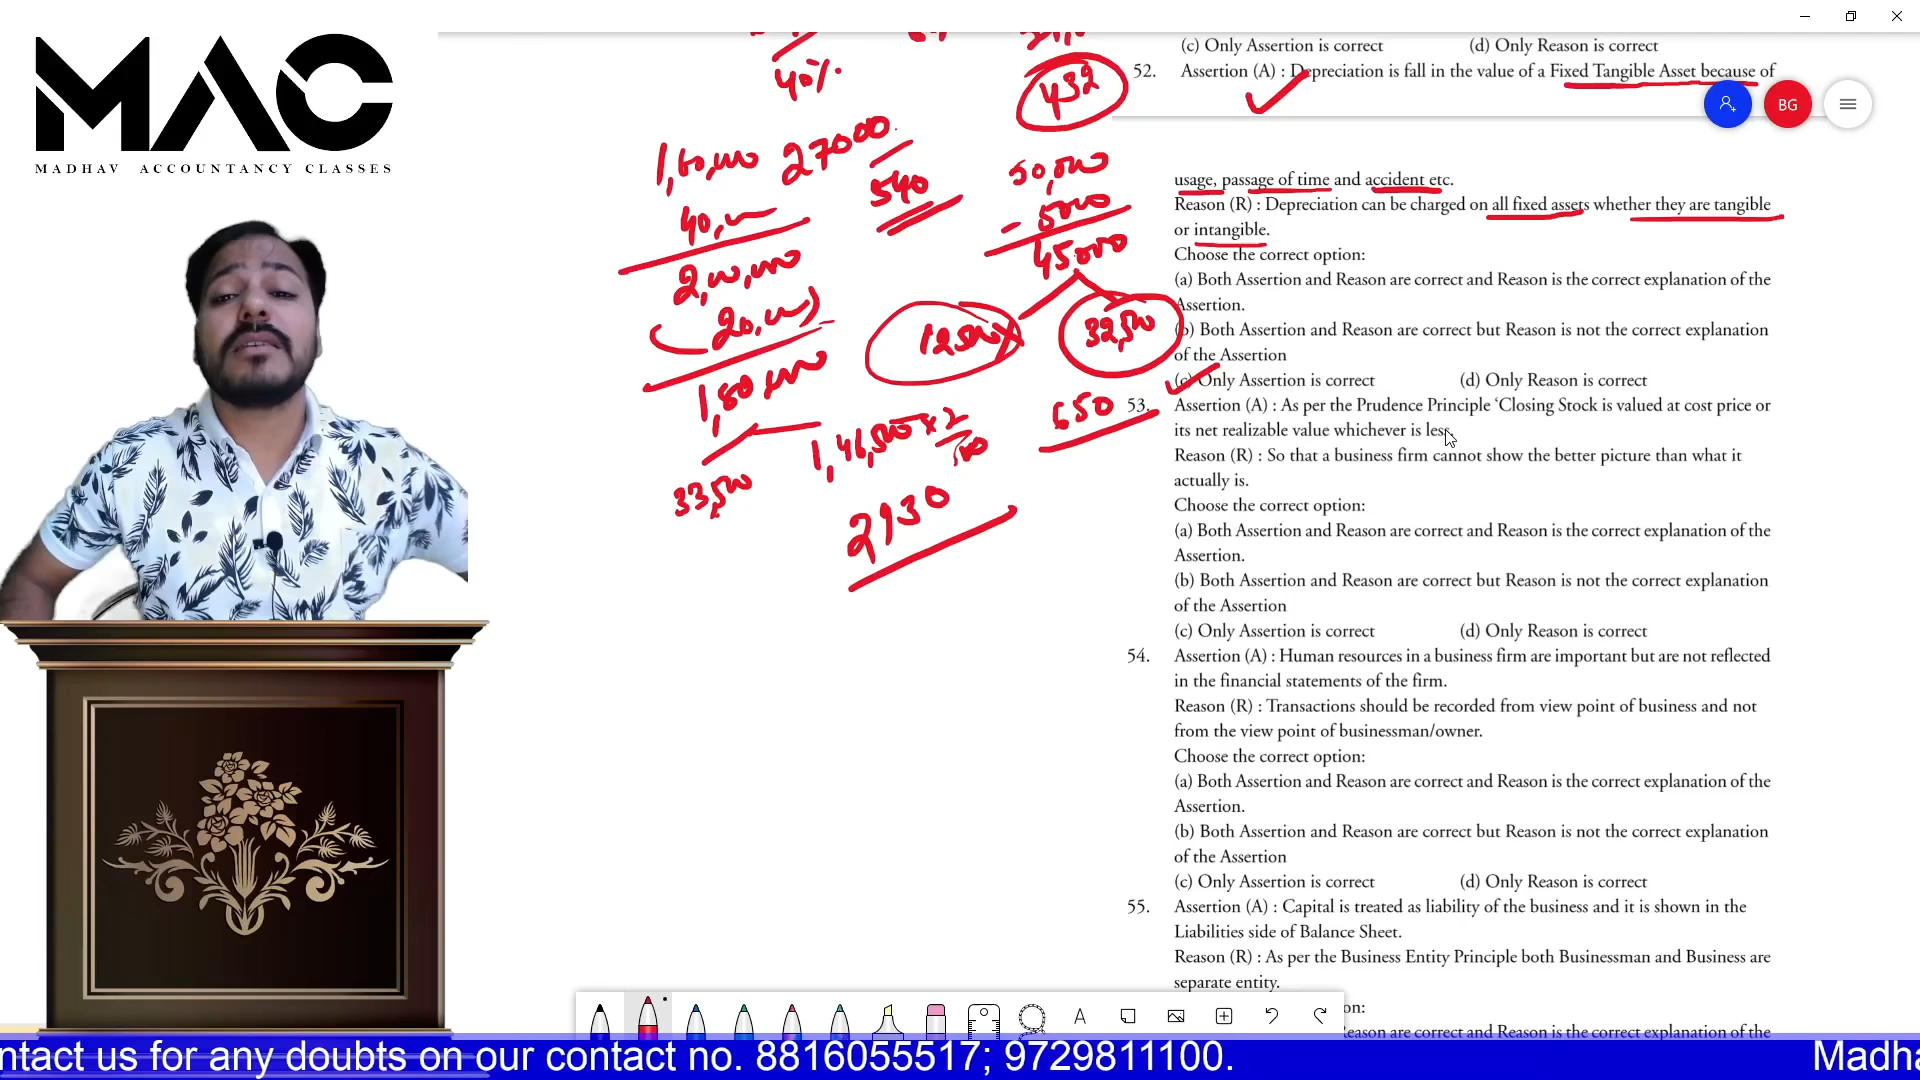 MAC
MADHAV ACCOUNTANCY CLASSES
40%
432
1,60,000
40,000
2,00,000
(20,000)
1,80,000
33,500
1,46,500 x 2/100
2930
27000
540
50,000
- 5000
45000
12500
32,500
650
(c) Only Assertion is correct (d) Only Reason is correct
52. Assertion (A) : Depreciation is fall in the value of a Fixed Tangible Asset because of
BG
usage, passage of time and accident etc.
Reason (R) : Depreciation can be charged on all fixed assets whether they are tangible
or intangible.
Choose the correct option:
(a) Both Assertion and Reason are correct and Reason is the correct explanation of the
Assertion.
(b) Both Assertion and Reason are correct but Reason is not the correct explanation
of the Assertion
(c) Only Assertion is correct (d) Only Reason is correct
53. Assertion (A) : As per the Prudence Principle ‘Closing Stock is valued at cost price or
its net realizable value whichever is less.
Reason (R) : So that a business firm cannot show the better picture than what it
actually is.
Choose the correct option:
(a) Both Assertion and Reason are correct and Reason is the correct explanation of the
Assertion.
(b) Both Assertion and Reason are correct but Reason is not the correct explanation
of the Assertion
(c) Only Assertion is correct (d) Only Reason is correct
54. Assertion (A) : Human resources in a business firm are important but are not reflected
in the financial statements of the firm.
Reason (R) : Transactions should be recorded from view point of business and not
from the view point of businessman/owner.
Choose the correct option:
(a) Both Assertion and Reason are correct and Reason is the correct explanation of the
Assertion.
(b) Both Assertion and Reason are correct but Reason is not the correct explanation
of the Assertion
(c) Only Assertion is correct (d) Only Reason is correct
55. Assertion (A) : Capital is treated as liability of the business and it is shown in the
Liabilities side of Balance Sheet.
Reason (R) : As per the Business Entity Principle both Businessman and Business are
separate entity.
on:
eason are correct and Reason is the correct explanation of the
ntact us for any doubts on our contact no. 8816055517; 9729811100. Madha